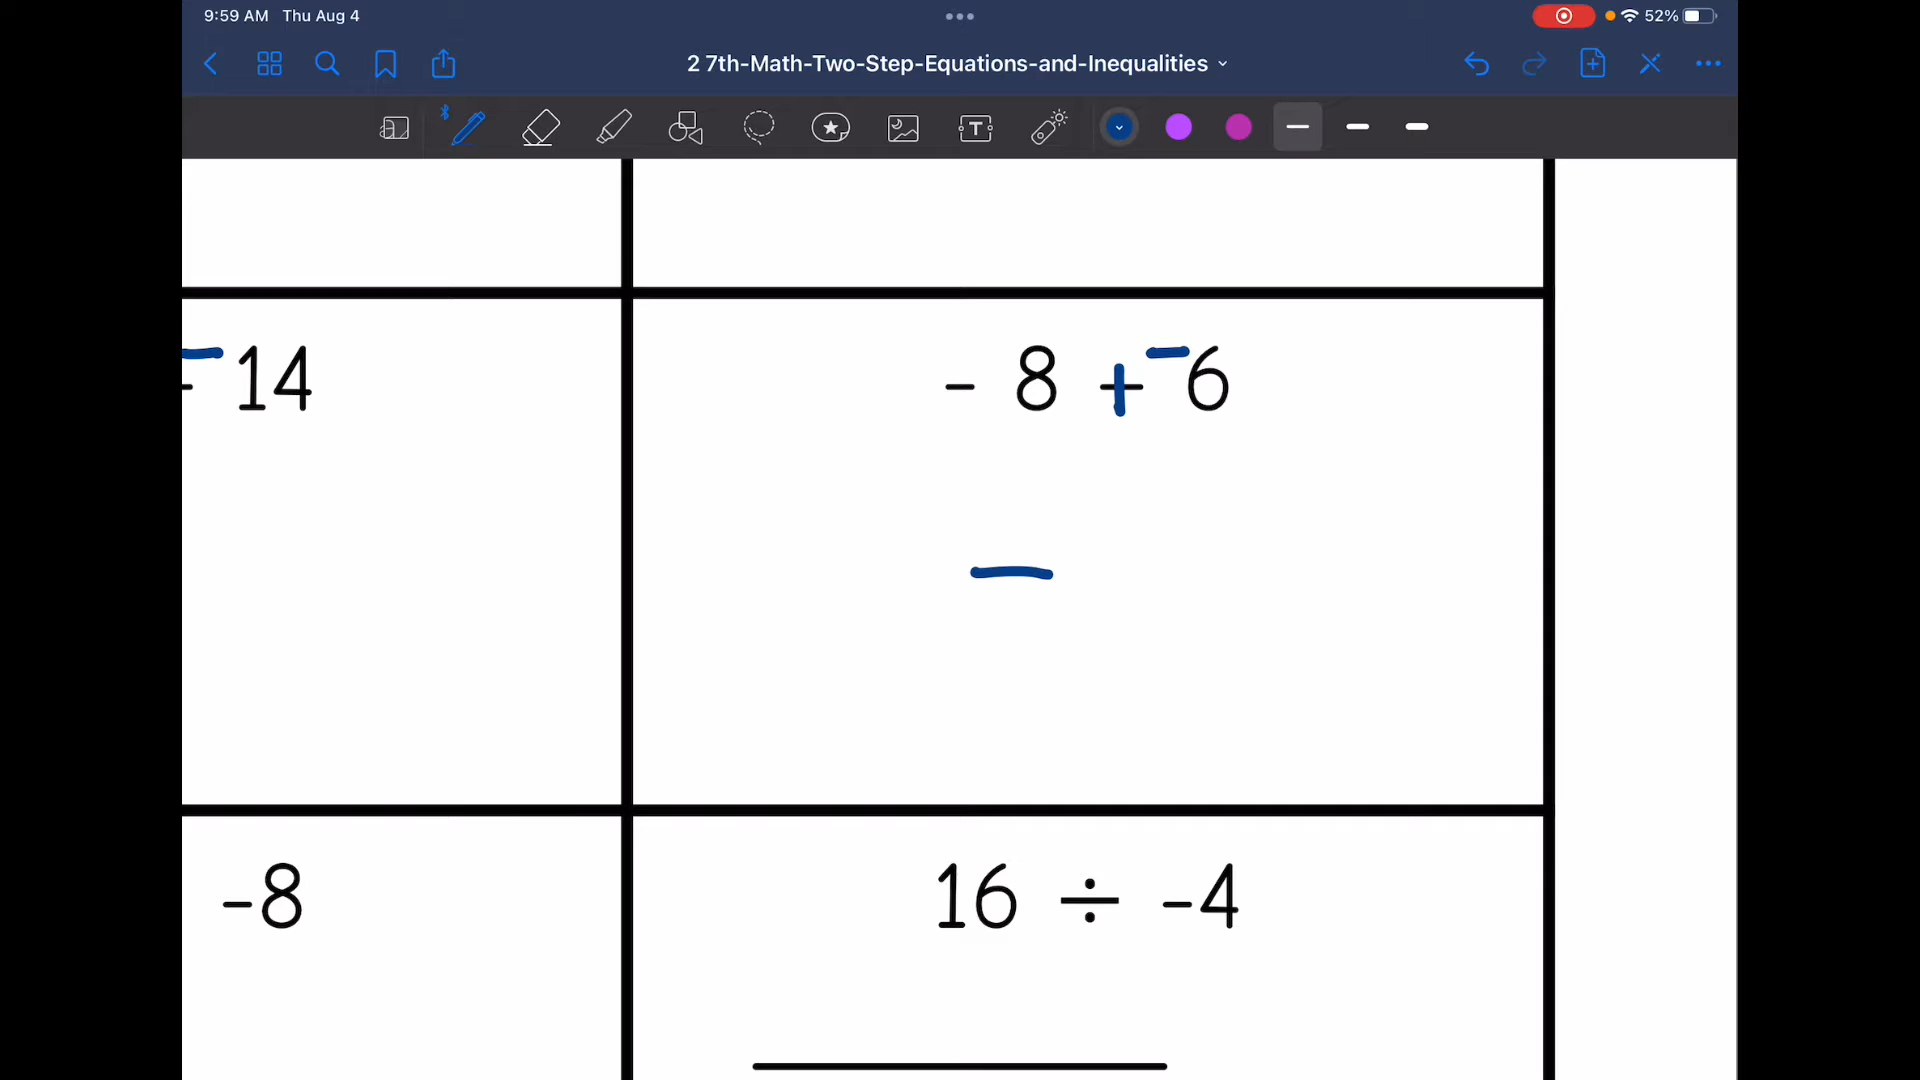 9:59 AM Thu Aug 4
52%
2 7th-Math-Two-Step-Equations-and-Inequalities
T
- 14
- 8 + -6
-
-8
16 ÷ -4